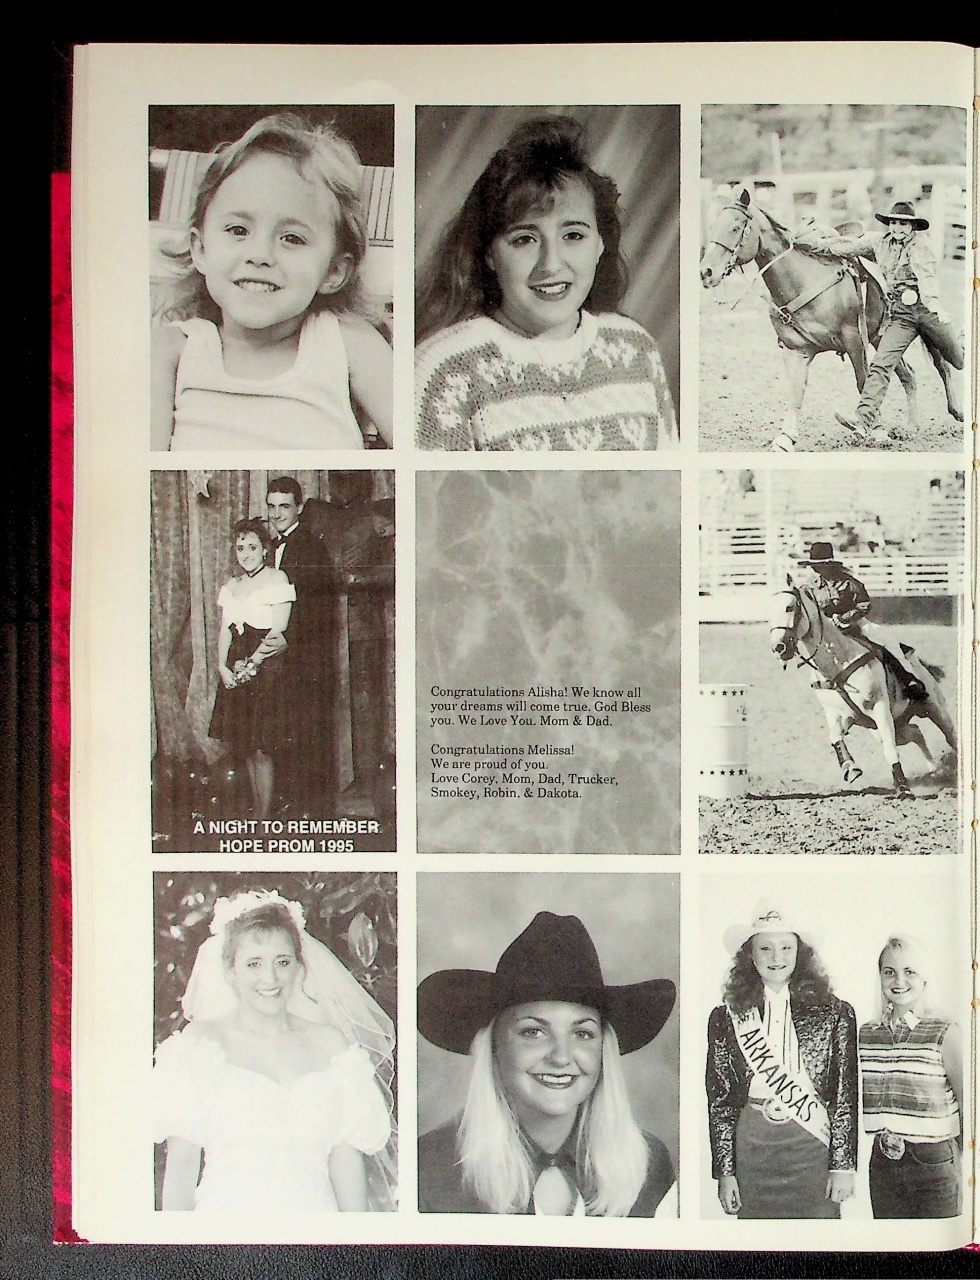 A NIGHT TO REMEMBER
HOPE PROM 1995
Congratulations Alisha! We know all
your dreams will come true. God Bless
you. We Love You. Mom & Dad.
Congratulations Melissa!
We are proud of you.
Love Corey, Mom, Dad, Trucker,
Smokey, Robin, & Dakota.
ARKANSAS